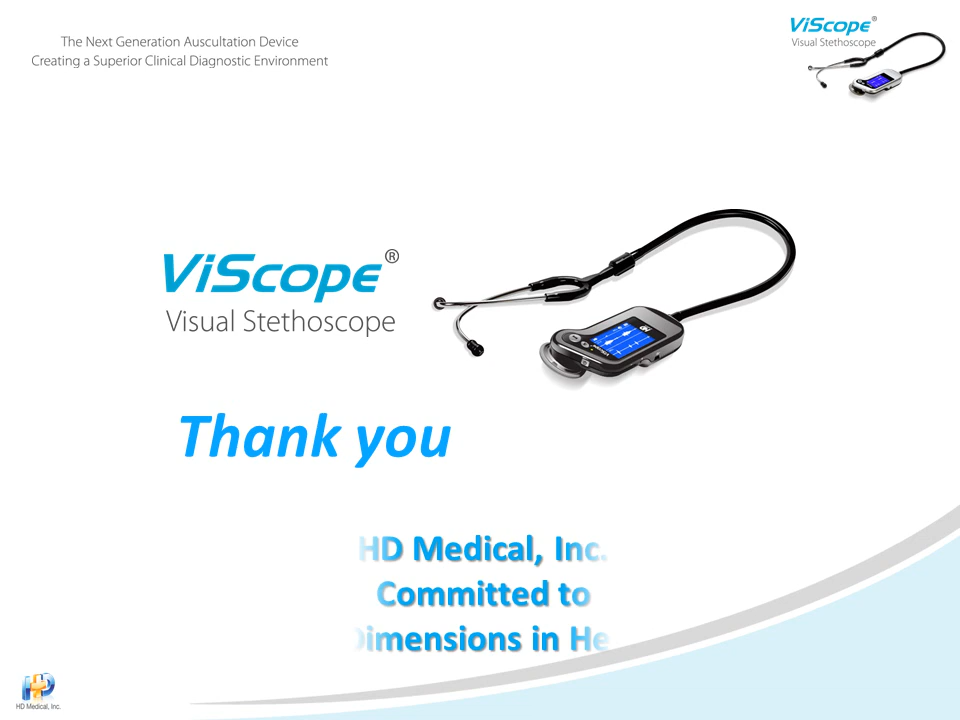 The Next Generation Auscultation Device
Creating a Superior Clinical Diagnostic Environment
ViScope®
Visual Stethoscope
ViScope®
Visual Stethoscope
Thank you
HD Medical, Inc.
Committed to
Dimensions in He
HD Medical, Inc.